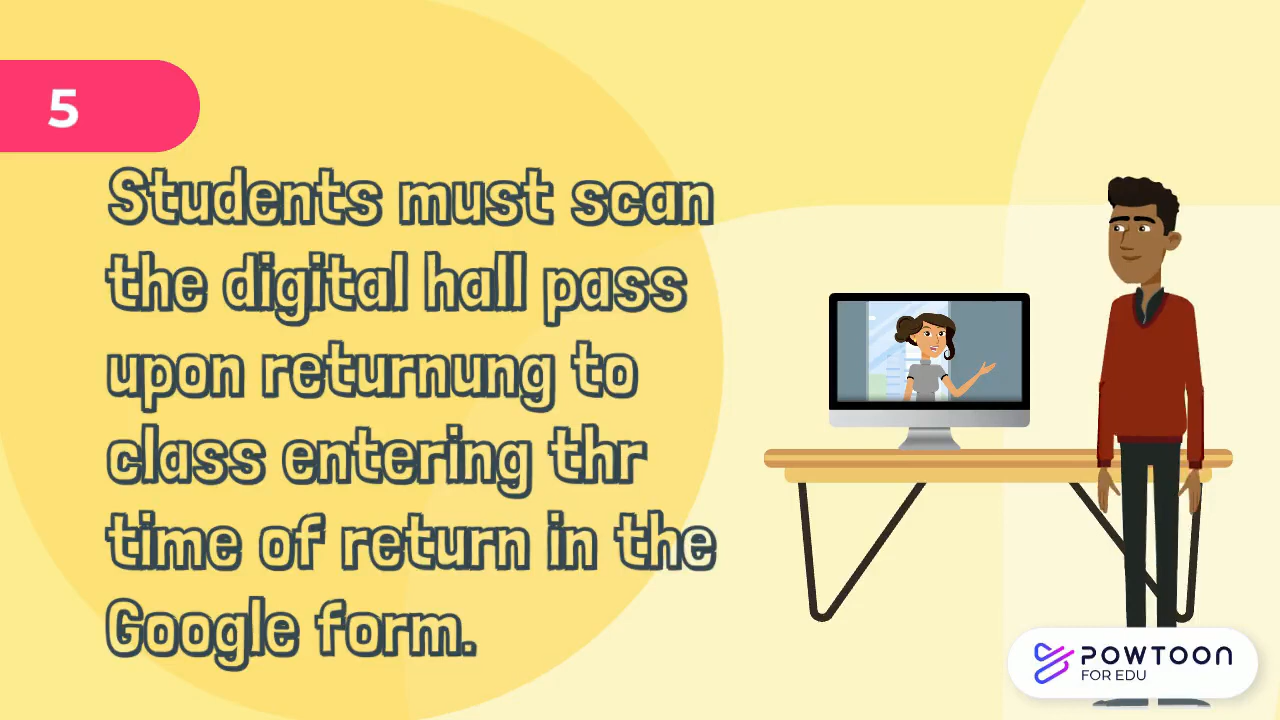 5
Students must scan
the digital hall pass
upon returnung to
class entering thr
time of return in the
Google form.
POWTOON
FOR EDU